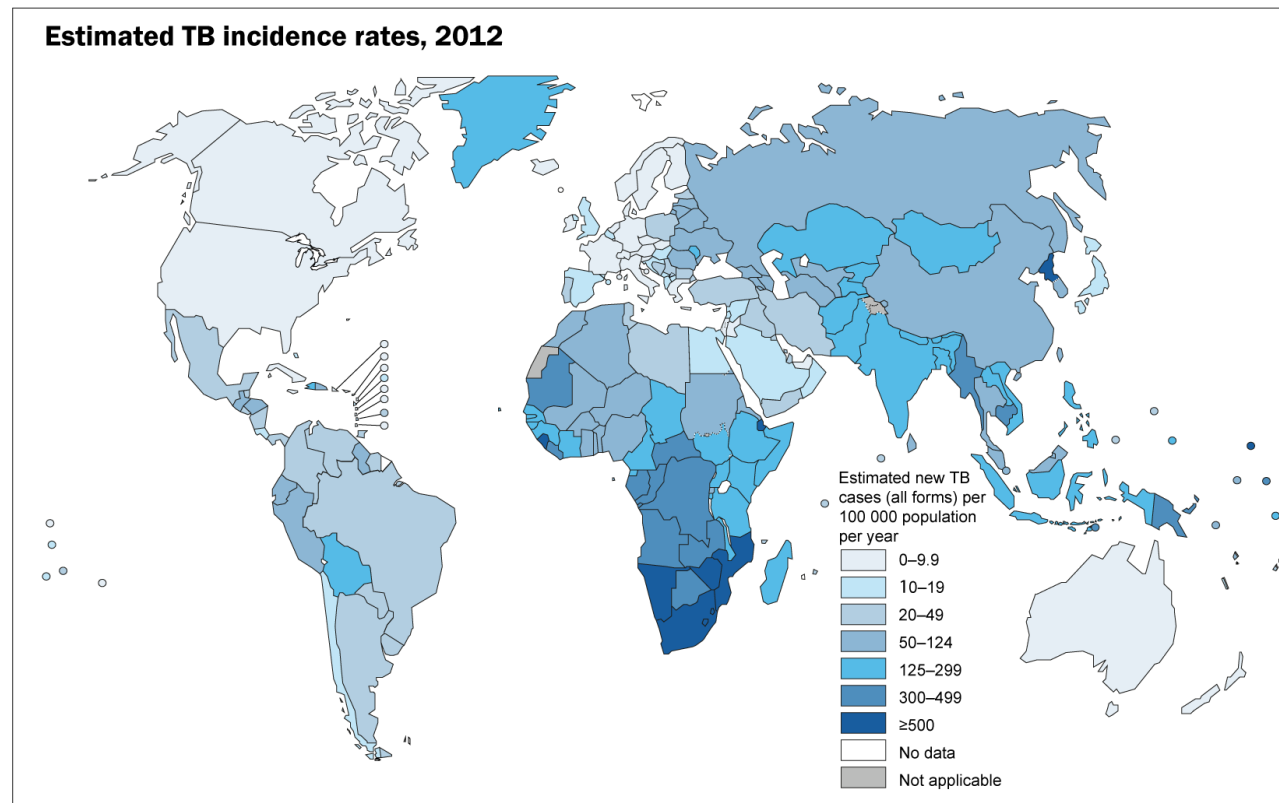 Estimated TB incidence rates, 2012
Estimated new TB
cases (all forms) per
100 000 population
per year
0–9.9
10–19
20–49
50–124
125–299
300–499
≥500
No data
Not applicable